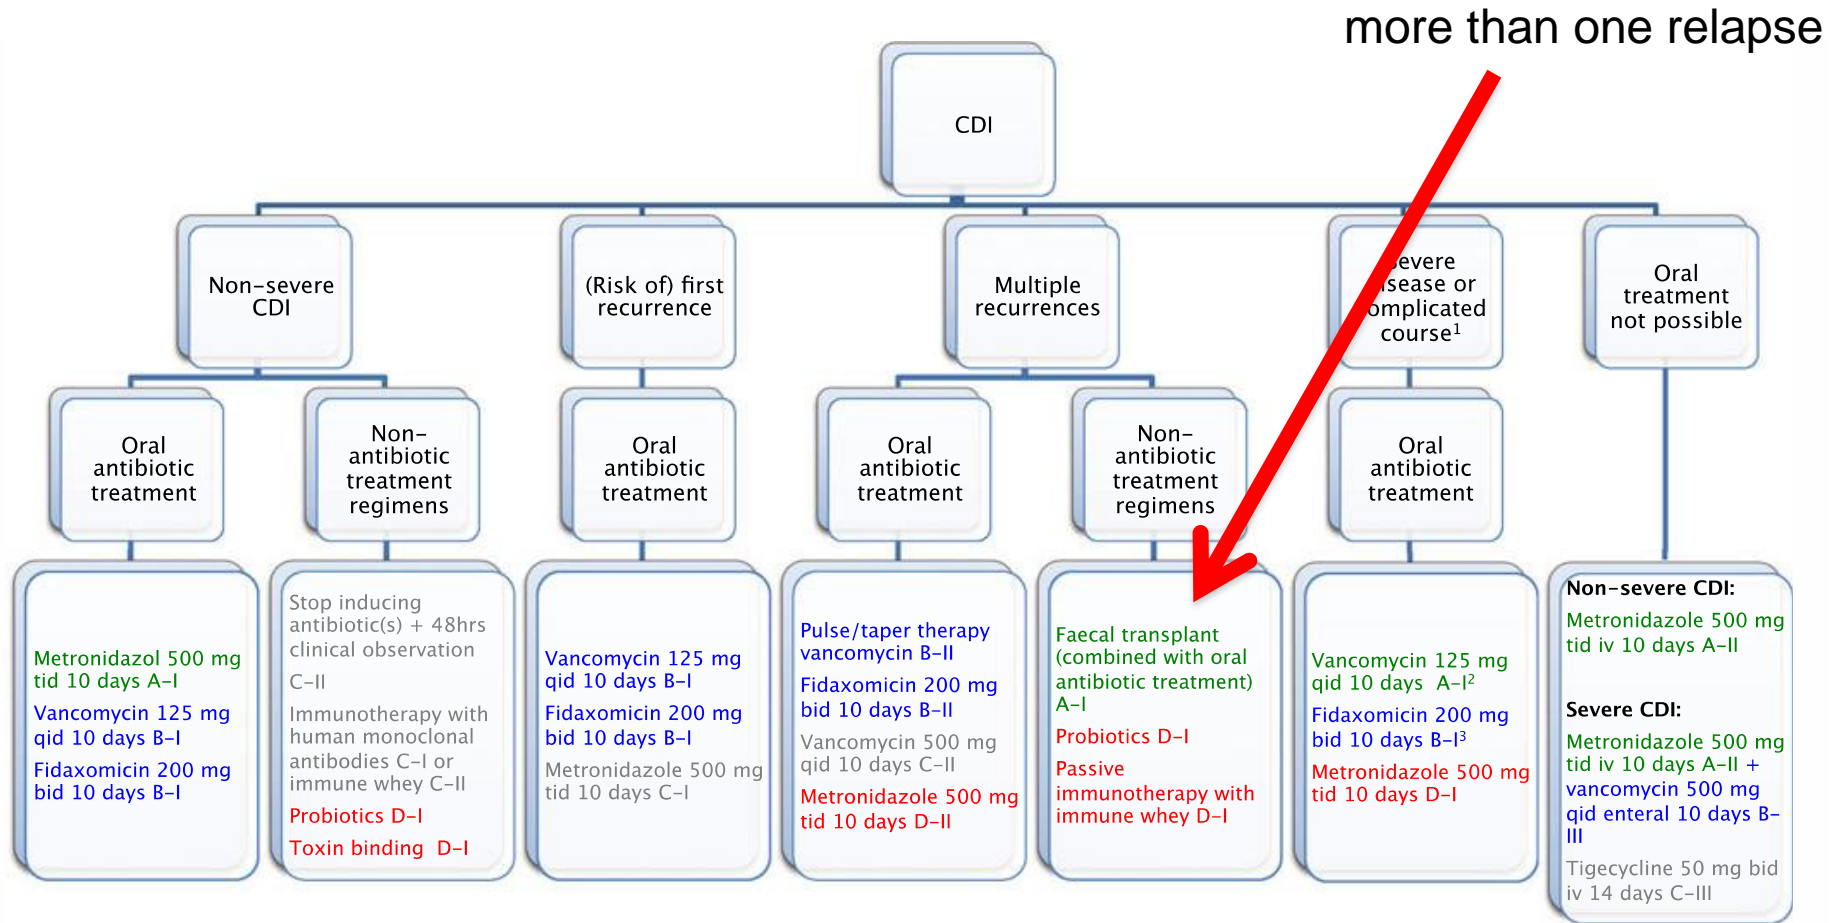 more than one relapse
CDI
Non-severe
CDI
(Risk of) first
recurrence
Multiple
recurrences
evere
sease or
omplicated
course¹
Oral
treatment
not possible
Oral
antibiotic
treatment
Non-
antibiotic
treatment
regimens
Oral
antibiotic
treatment
Oral
antibiotic
treatment
Non-
antibiotic
treatment
regimens
Oral
antibiotic
treatment
Metronidazol 500 mg
tid 10 days A-I
Vancomycin 125 mg
qid 10 days B-I
Fidaxomicin 200 mg
bid 10 days B-I
Stop inducing
antibiotic(s) + 48hrs
clinical observation
C-II
Immunotherapy with
human monoclonal
antibodies C-I or
immune whey C-II
Probiotics D-I
Toxin binding D-I
Vancomycin 125 mg
qid 10 days B-I
Fidaxomicin 200 mg
bid 10 days B-I
Metronidazole 500 mg
tid 10 days C-I
Pulse/taper therapy
vancomycin B-II
Fidaxomicin 200 mg
bid 10 days B-II
Vancomycin 500 mg
qid 10 days C-II
Metronidazole 500 mg
tid 10 days D-II
Faecal transplant
(combined with oral
antibiotic treatment)
A-I
Probiotics D-I
Passive
immunotherapy with
immune whey D-I
Vancomycin 125 mg
qid 10 days A-I²
Fidaxomicin 200 mg
bid 10 days B-I³
Metronidazole 500 mg
tid 10 days D-I
Non-severe CDI:
Metronidazole 500 mg
tid iv 10 days A-II
Severe CDI:
Metronidazole 500 mg
tid iv 10 days A-II +
vancomycin 500 mg
qid enteral 10 days B-
III
Tigecycline 50 mg bid
iv 14 days C-III